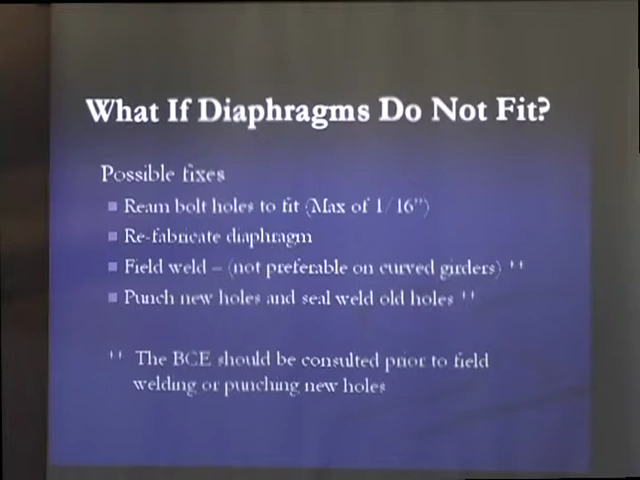 What If Diaphragms Do Not Fit?
Possible fixes
■ Ream bolt holes to fit (Max of 1/16”)
■ Re-fabricate diaphragm
■ Field weld – (not preferable on curved girders) ''
■ Punch new holes and seal weld old holes ''
'' The BCE should be consulted prior to field
welding or punching new holes